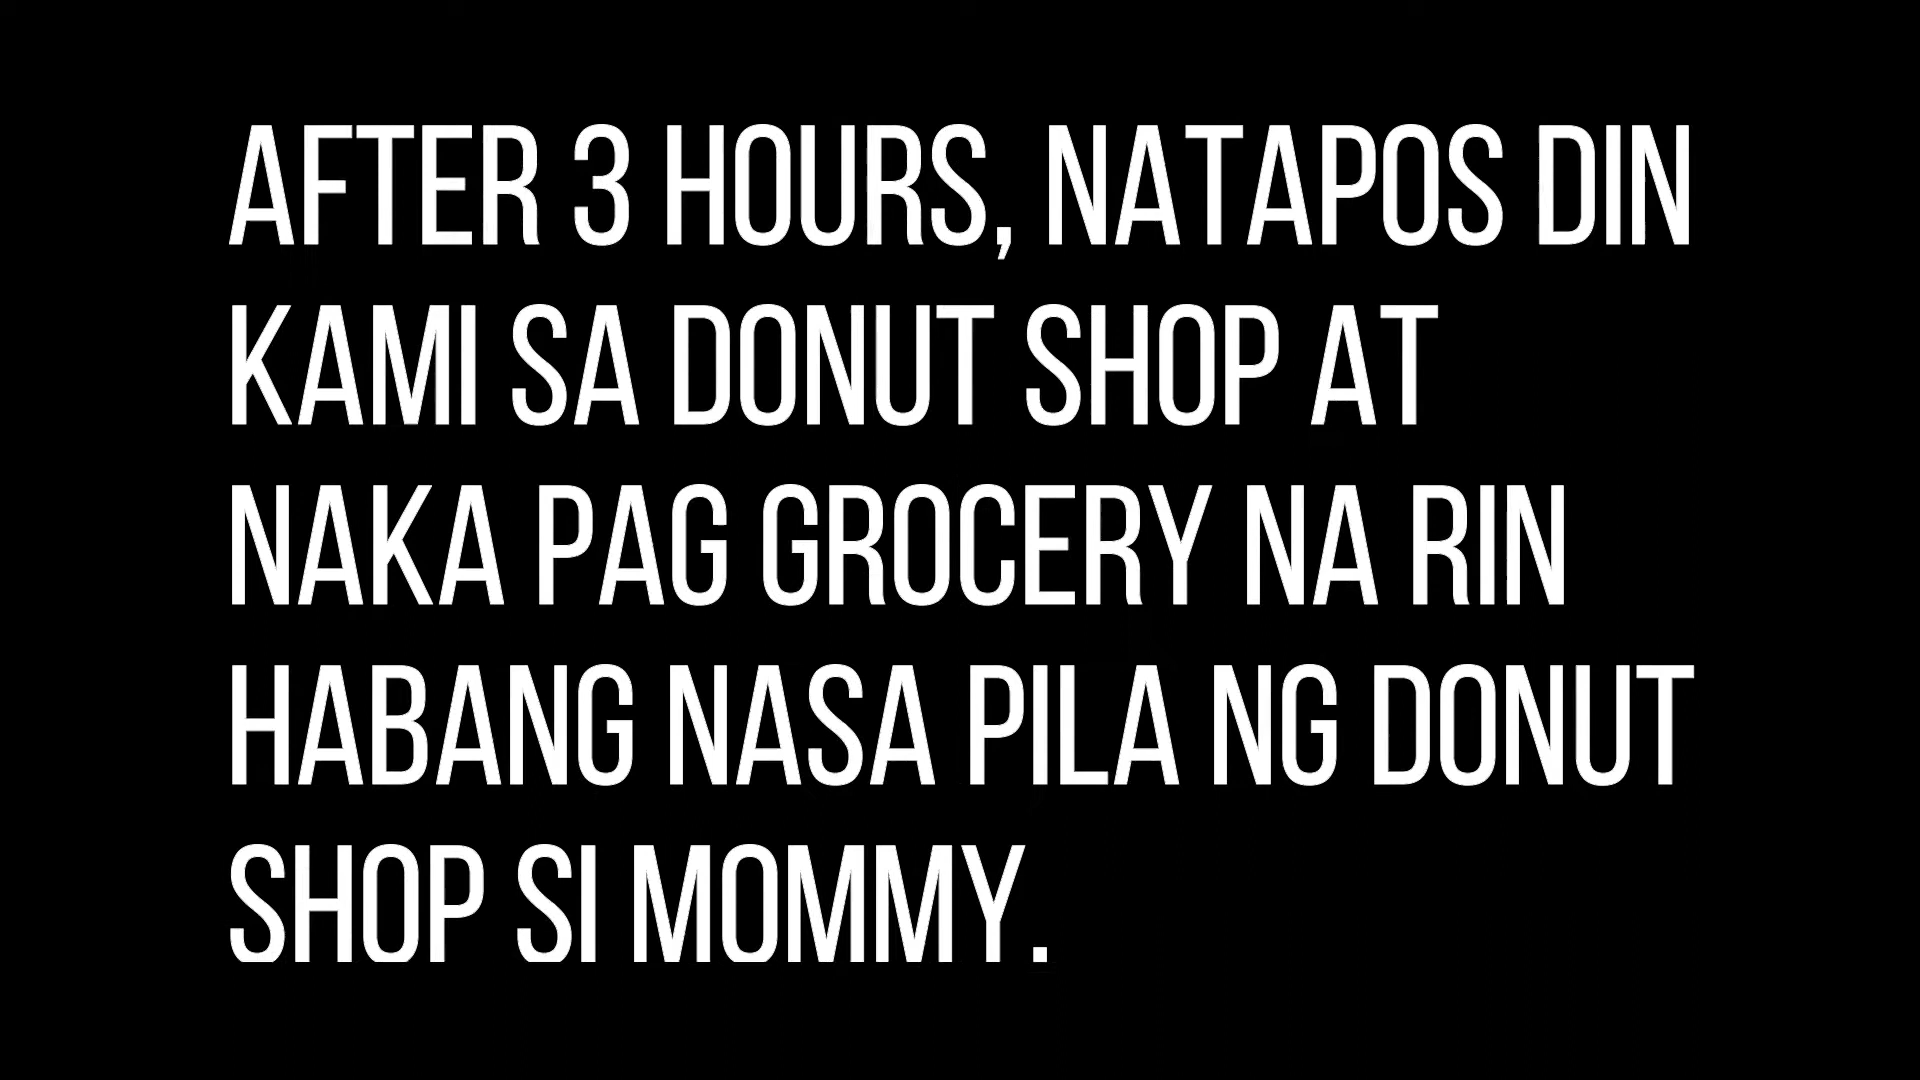 AFTER 3 HOURS, NATAPOS DIN
KAMI SA DONUT SHOP AT
NAKA PAG GROCERY NA RIN
HABANG NASA PILA NG DONUT
SHOP SI MOMMY.